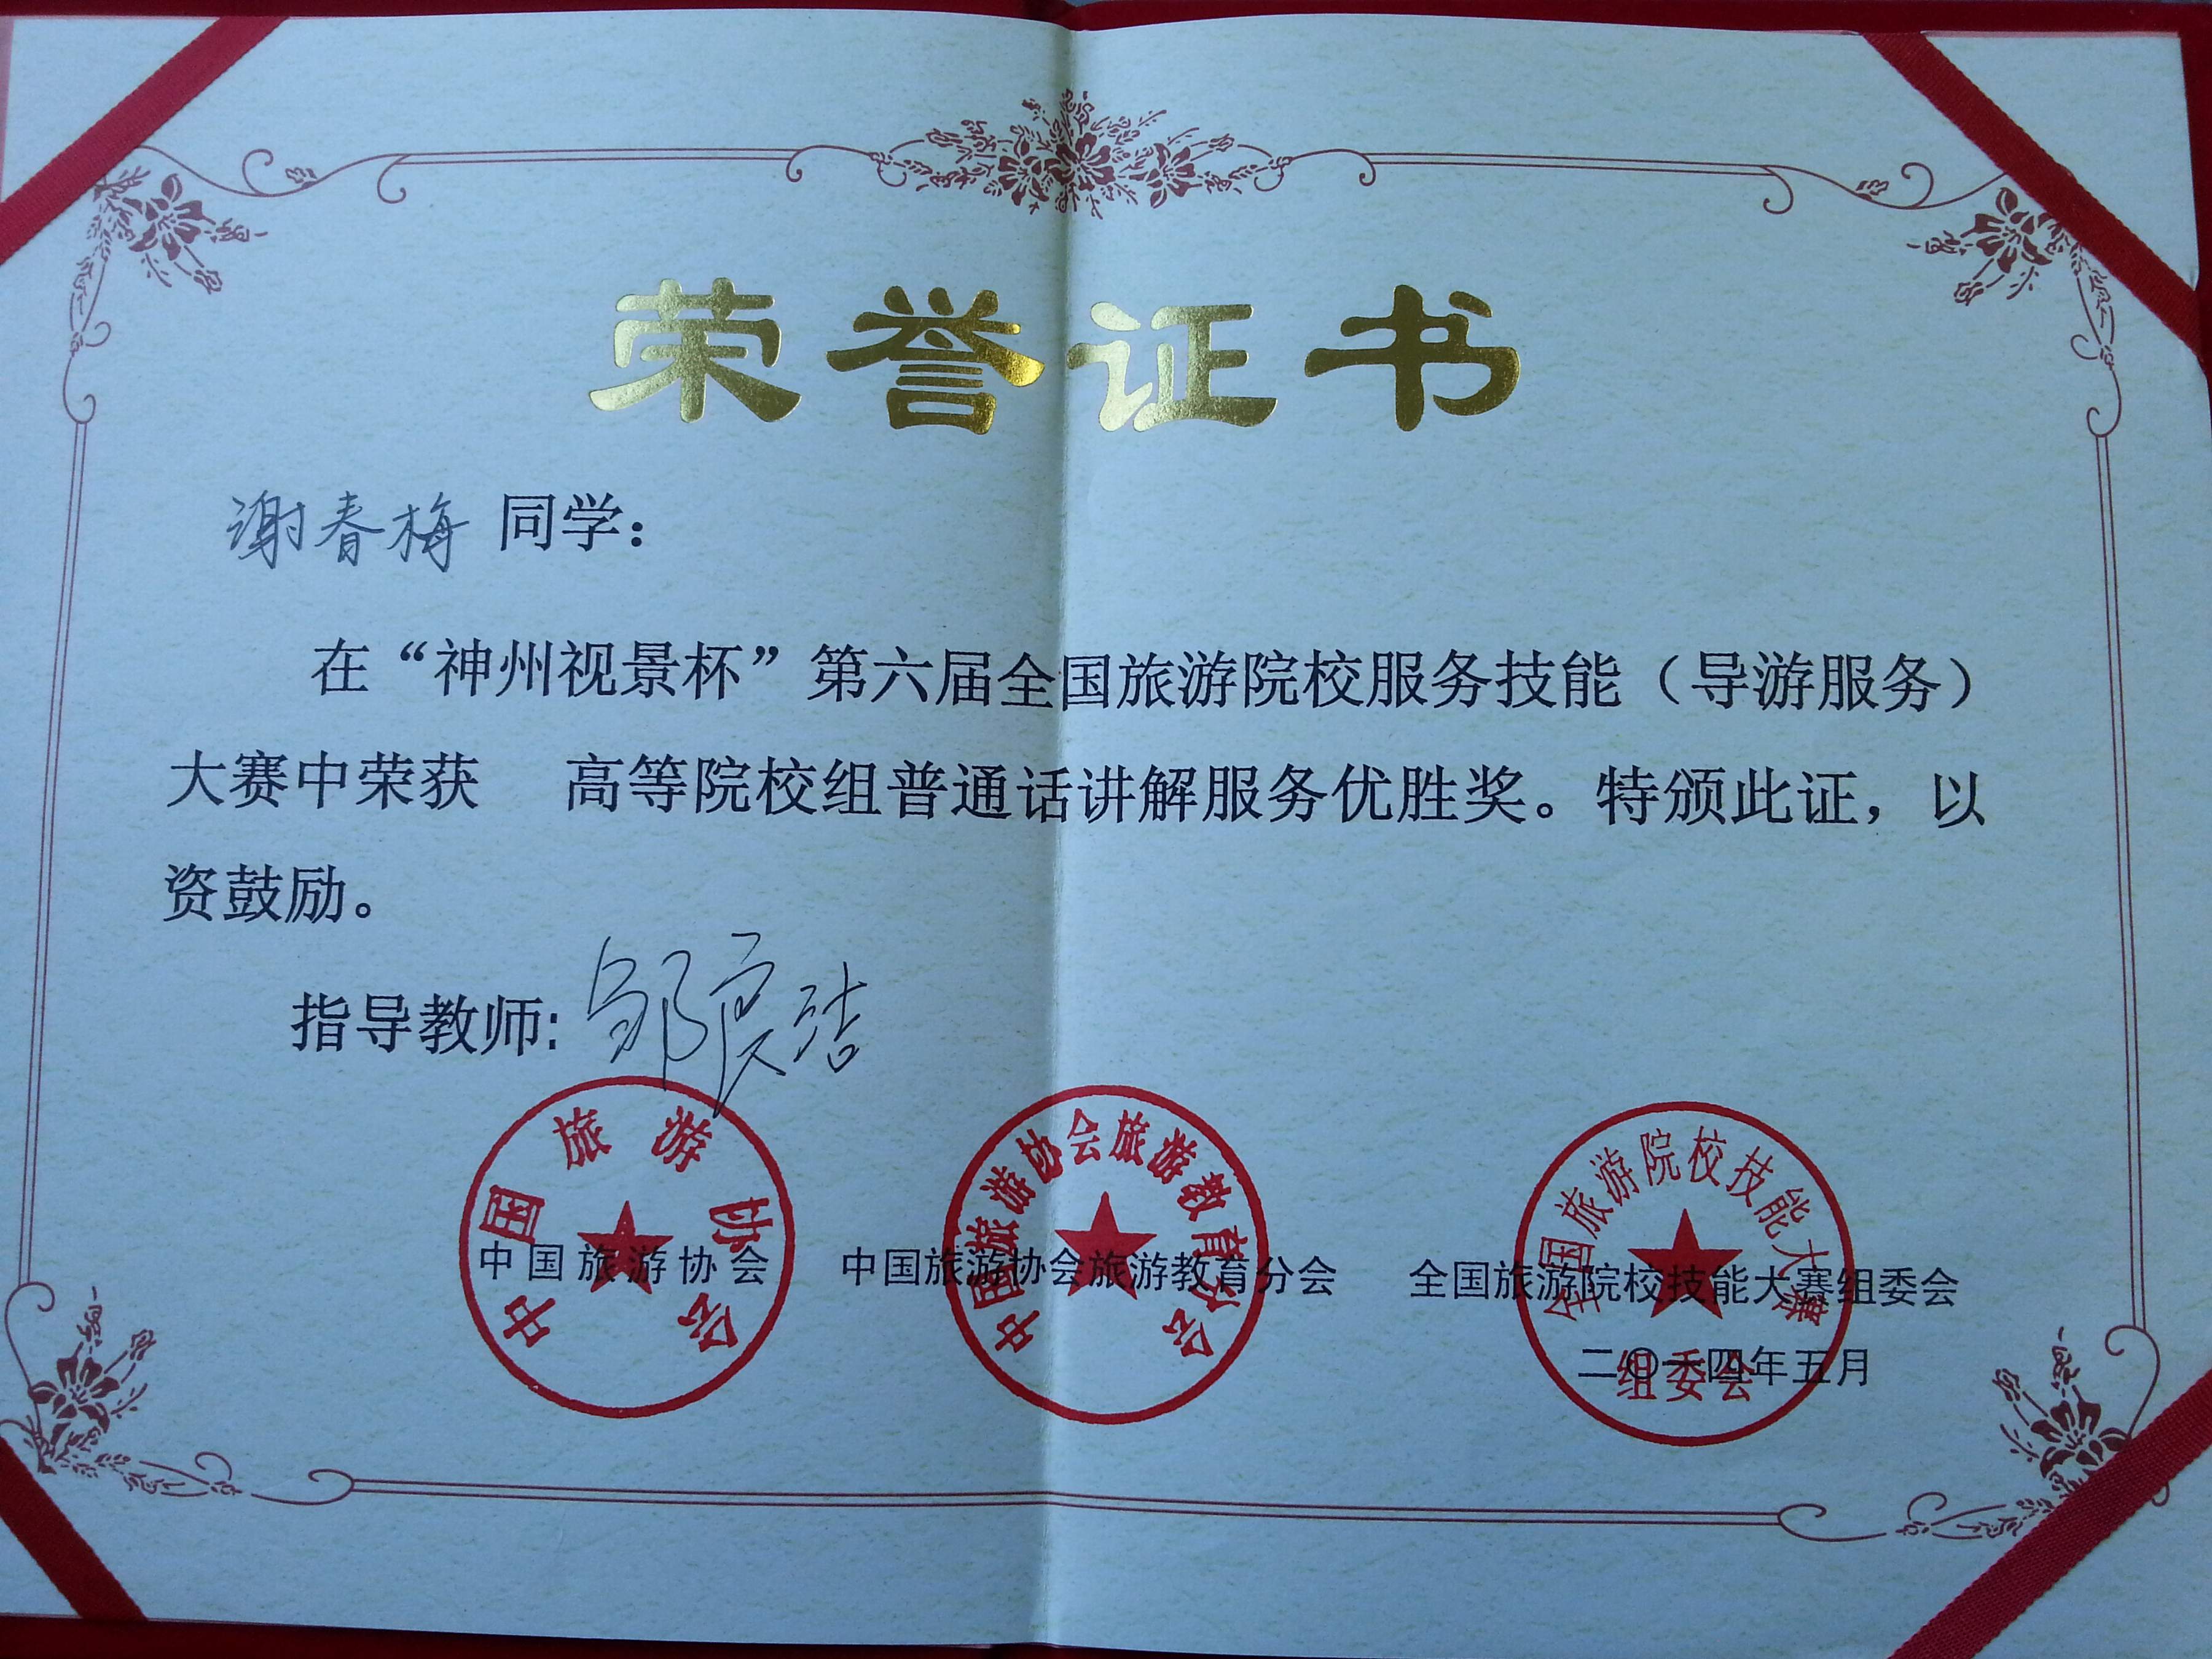 荣誉证书
谢春梅 同学：
在“神州视景杯”第六届全国旅游院校服务技能（导游服务）
大赛中荣获 高等院校组普通话讲解服务优胜奖。特颁此证，以
资鼓励。
指导教师: 邹良洁
中国旅游协会
中国旅游协会
中国旅游协会旅游教育分会
中国旅游协会旅游教育分会
全国旅游院校技能大赛
组委会
全国旅游院校技能大赛组委会
二〇一四年五月